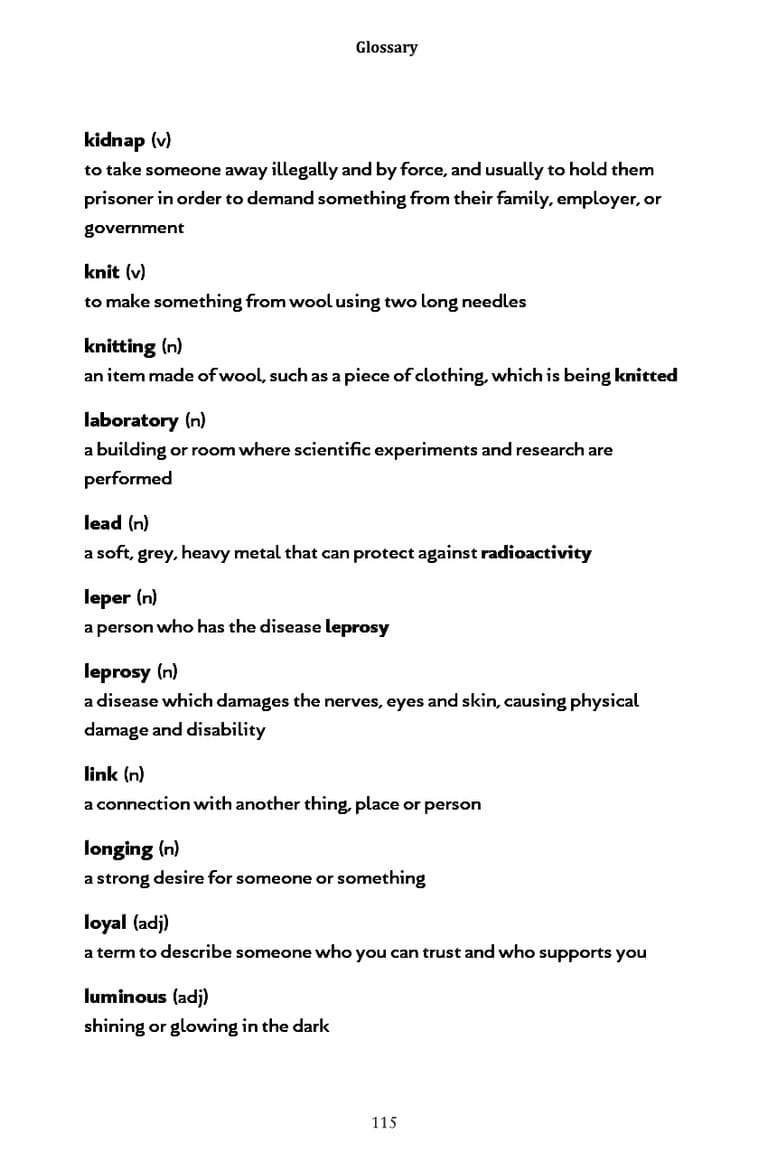 Glossary
kidnap (v)
to take someone away illegally and by force, and usually to hold them
prisoner in order to demand something from their family, employer, or
government
knit (v)
to make something from wool using two long needles
knitting (n)
an item made of wool, such as a piece of clothing, which is being knitted
laboratory (n)
a building or room where scientific experiments and research are
performed
lead (n)
a soft, grey, heavy metal that can protect against radioactivity
leper (n)
a person who has the disease leprosy
leprosy (n)
a disease which damages the nerves, eyes and skin, causing physical
damage and disability
link (n)
a connection with another thing, place or person
longing (n)
a strong desire for someone or something
loyal (adj)
a term to describe someone who you can trust and who supports you
luminous (adj)
shining or glowing in the dark
115